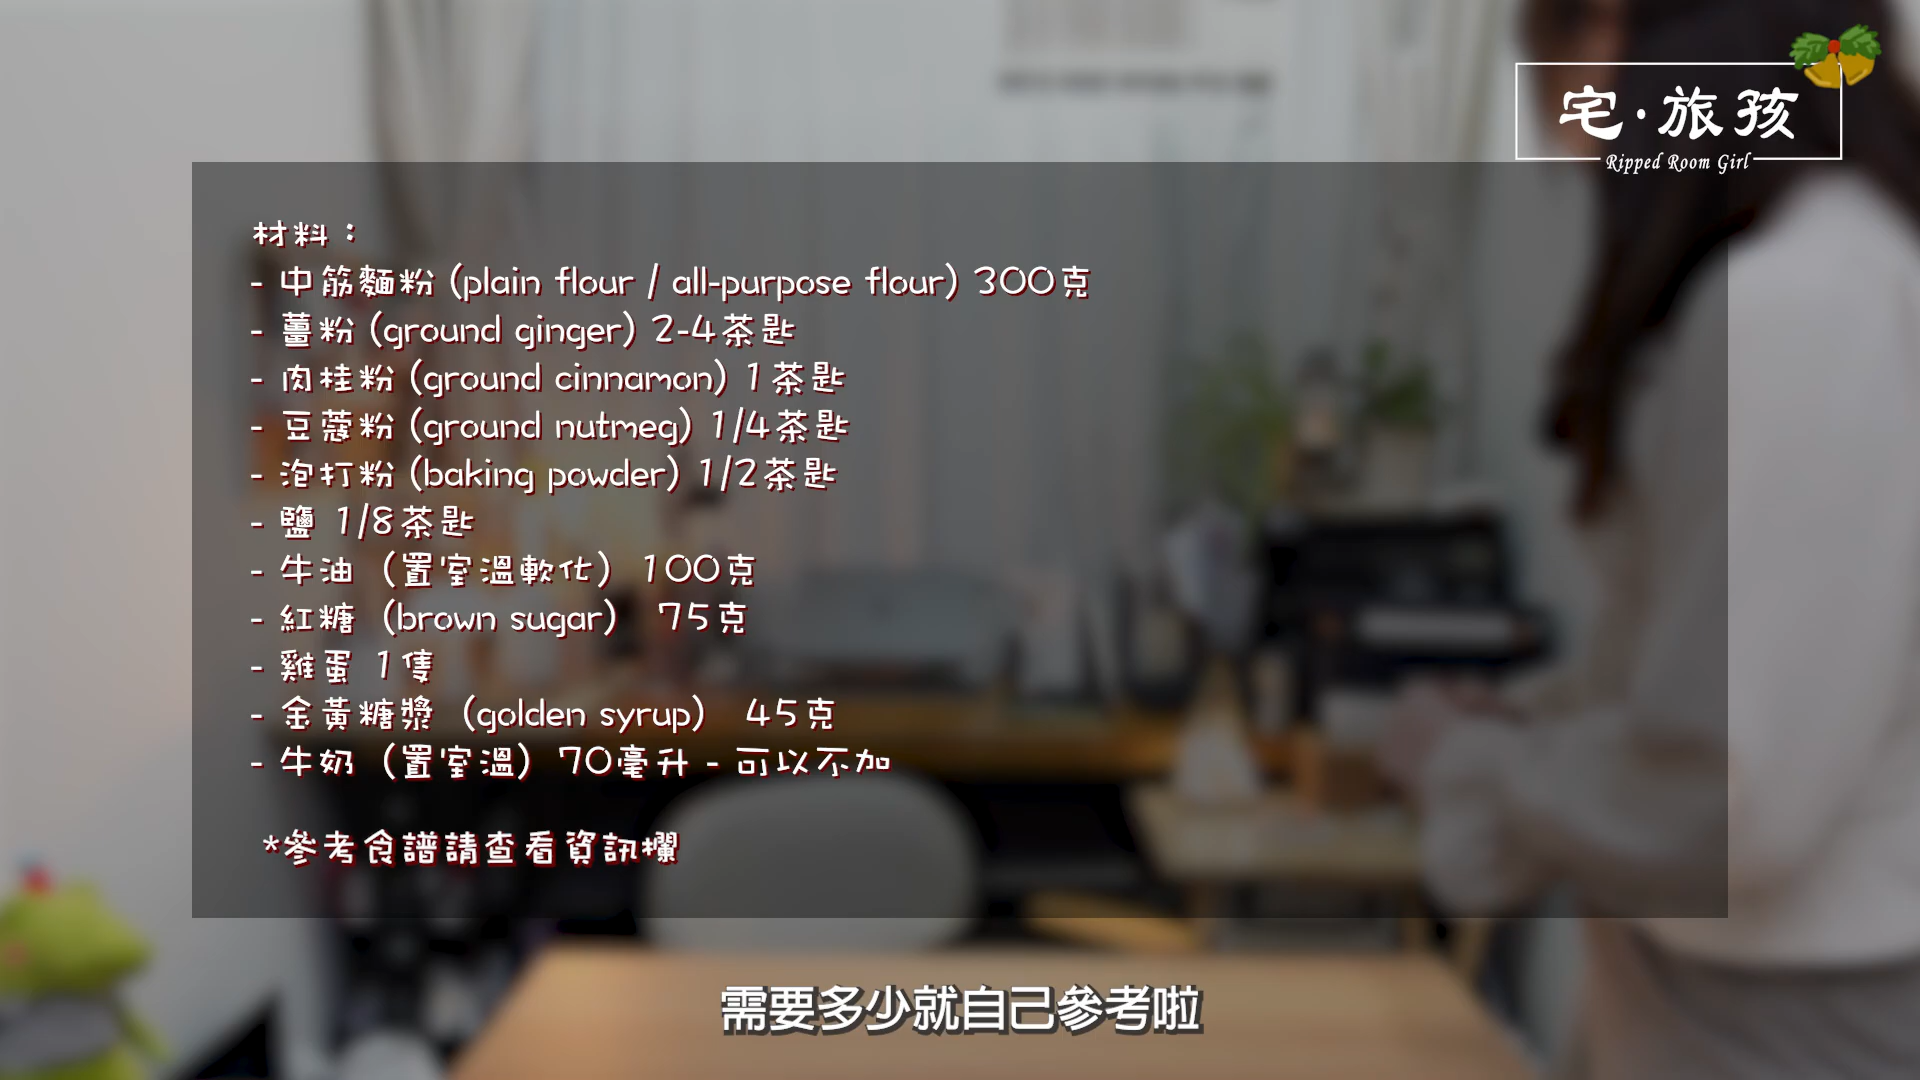 宅·旅孩
Ripped Room Girl
材料：
- 中筋麵粉 (plain flour / all-purpose flour) 300克
- 薑粉 (ground ginger) 2-4茶匙
- 肉桂粉 (ground cinnamon) 1茶匙
- 豆蔻粉 (ground nutmeg) 1/4茶匙
- 泡打粉 (baking powder) 1/2茶匙
- 鹽 1/8茶匙
- 牛油（置室溫軟化） 100克
- 紅糖（brown sugar） 75克
- 雞蛋 1隻
- 金黃糖漿 （golden syrup） 45克
- 牛奶（置室溫）70毫升 - 可以不加
*參考食譜請查看資訊欄
需要多少就自己參考啦